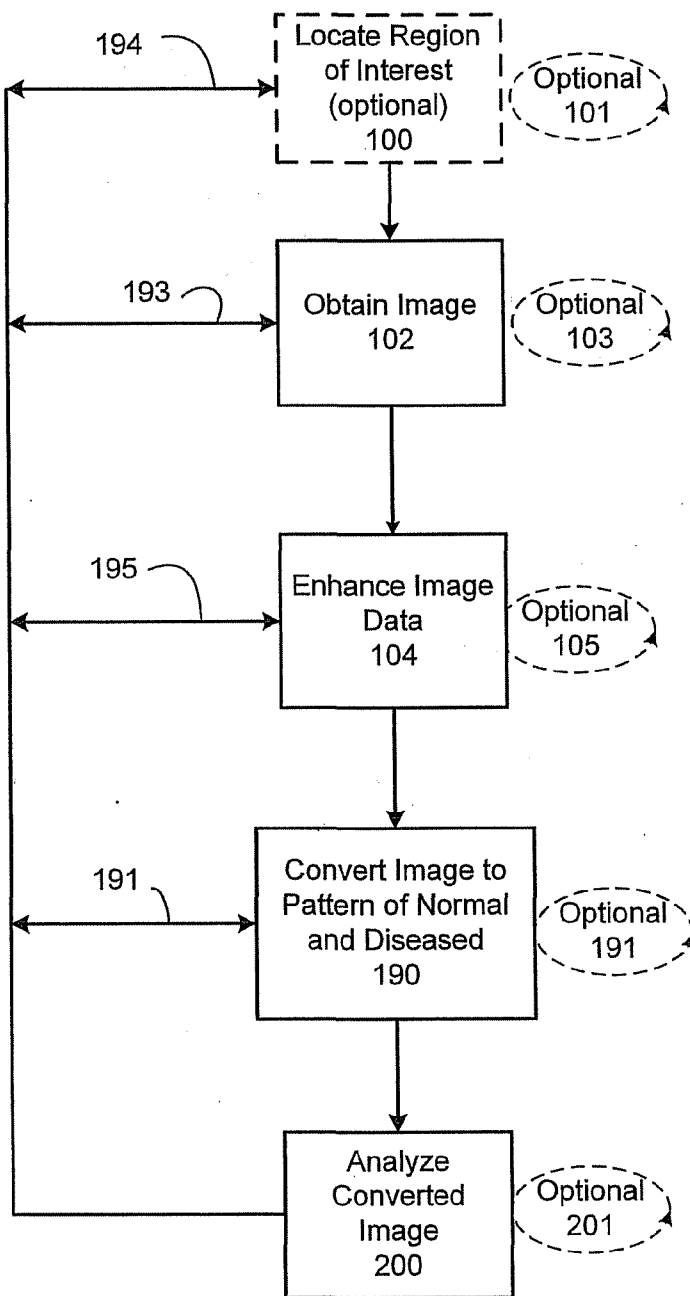 194
Locate Region
of Interest
(optional)
100
Optional
101
193
Obtain Image
102
Optional
103
195
Enhance Image
Data
104
Optional
105
191
Convert Image to
Pattern of Normal
and Diseased
190
Optional
191
Analyze
Converted
Image
200
Optional
201